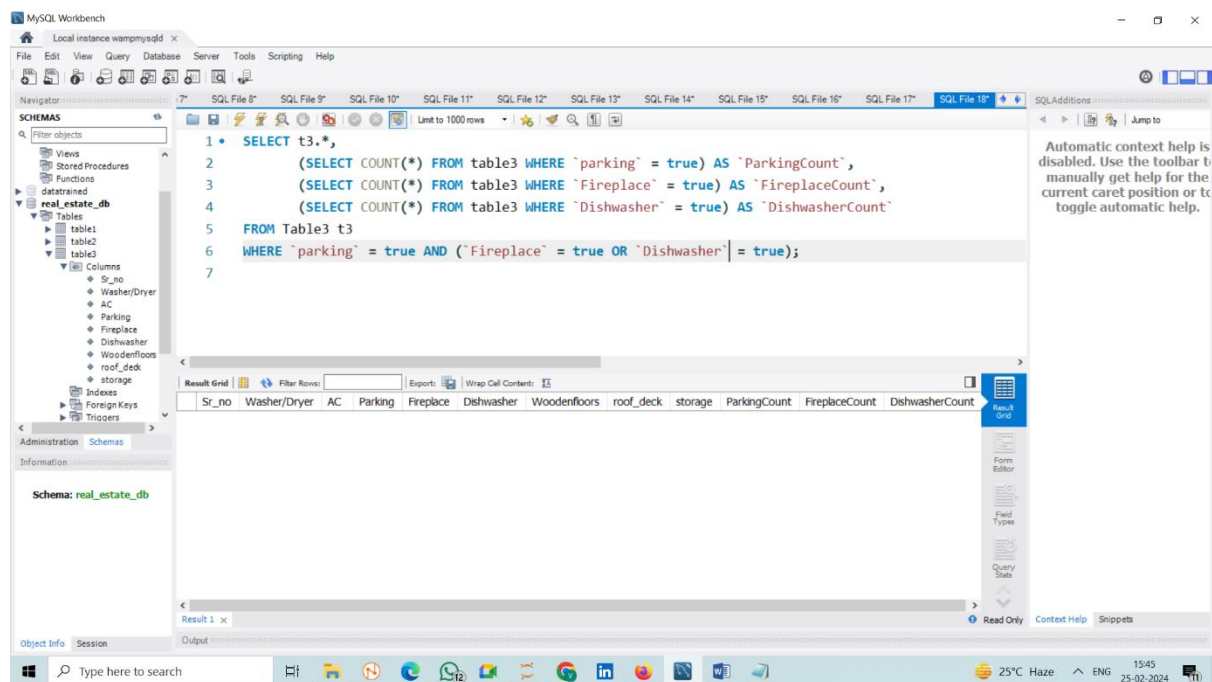 MySQL Workbench
Local instance wampmysqld ×
File Edit View Query Database Server Tools Scripting Help
Navigator
7* SQL File 8* SQL File 9* SQL File 10* SQL File 11* SQL File 12* SQL File 13* SQL File 14* SQL File 15* SQL File 16* SQL File 17* SQL File 18*
SQLAdditions
SCHEMAS
Limit to 1000 rows
Jump to
Filter objects
Views
Stored Procedures
Functions
datatrained
real_estate_db
Tables
table1
table2
table3
Columns
Sr_no
Washer/Dryer
AC
Parking
Fireplace
Dishwasher
Woodenfloors
roof_deck
storage
Indexes
Foreign Keys
Triggers
Administration Schemas
Information
Schema: real_estate_db
Object Info Session
1 SELECT t3.*,
2 (SELECT COUNT(*) FROM table3 WHERE `parking` = true) AS `ParkingCount`,
3 (SELECT COUNT(*) FROM table3 WHERE `Fireplace` = true) AS `FireplaceCount`,
4 (SELECT COUNT(*) FROM table3 WHERE `Dishwasher` = true) AS `DishwasherCount`
5 FROM Table3 t3
6 WHERE `parking` = true AND (`Fireplace` = true OR `Dishwasher` = true);
7
Result Grid Filter Rows: Export: Wrap Cell Content:
Sr_no Washer/Dryer AC Parking Fireplace Dishwasher Woodenfloors roof_deck storage ParkingCount FireplaceCount DishwasherCount
Result Grid
Form Editor
Field Types
Query Stats
Result 1 ×
Read Only
Output
Automatic context help is
disabled. Use the toolbar t
manually get help for the
current caret position or to
toggle automatic help.
Context Help Snippets
Type here to search
12
25°C Haze
ENG
15:45
25-02-2024